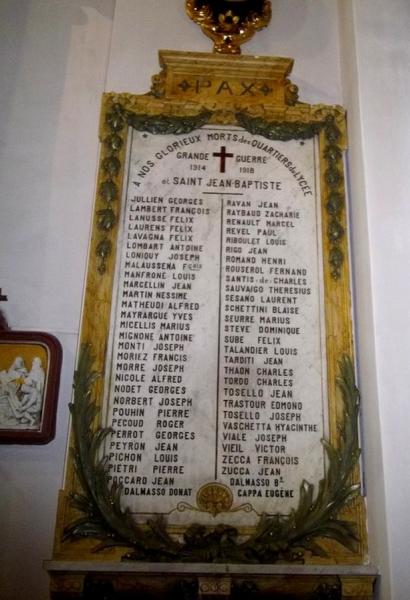 PAX
À NOS GLORIEUX MORTS des QUARTIERS du LYCÉE
GRANDE GUERRE
1914 1918
et SAINT JEAN-BAPTISTE
JULLIEN GEORGES
LAMBERT FRANÇOIS
LANUSSE FELIX
LAURENS FELIX
LAVAGNA FELIX
LOMBART ANTOINE
LONIQUY JOSEPH
MALAUSSENA FÇOIS
MANFRONE LOUIS
MARCELLIN JEAN
MARTIN NESSIME
MATHEUDI ALFRED
MAYRARGUE YVES
MICELLIS MARIUS
MIGNONE ANTOINE
MONTI JOSEPH
MORIEZ FRANCIS
MORRE JOSEPH
NICOLE ALFRED
NODET GEORGES
NORBERT JOSEPH
POUHIN PIERRE
PECOUD ROGER
PERROT GEORGES
PEYRON JEAN
PICHON LOUIS
PIETRI PIERRE
POCCARD JEAN
DALMASSO DONAT
RAVAN JEAN
RAYBAUD ZACHARIE
RENAULT MARCEL
REVEL PAUL
RIBOULET LOUIS
RIGO JEAN
ROMAND HENRI
ROUSEROL FERNAND
SANTIS-de-CHARLES
SAUVAIGO THERESIUS
SESANO LAURENT
SCHETTINI BLAISE
SEURRE MARIUS
STEVE DOMINIQUE
SUBE FELIX
TALANDIER LOUIS
TARDITI JEAN
THAON CHARLES
TORDO CHARLES
TOSELLO JEAN
TRASTOUR EDMOND
TOSELLO JOSEPH
VASCHETTA HYACINTHE
VIALE JOSEPH
VIEIL VICTOR
ZECCA FRANÇOIS
ZUCCA JEAN
DALMASSO Bt
CAPPA EUGÈNE